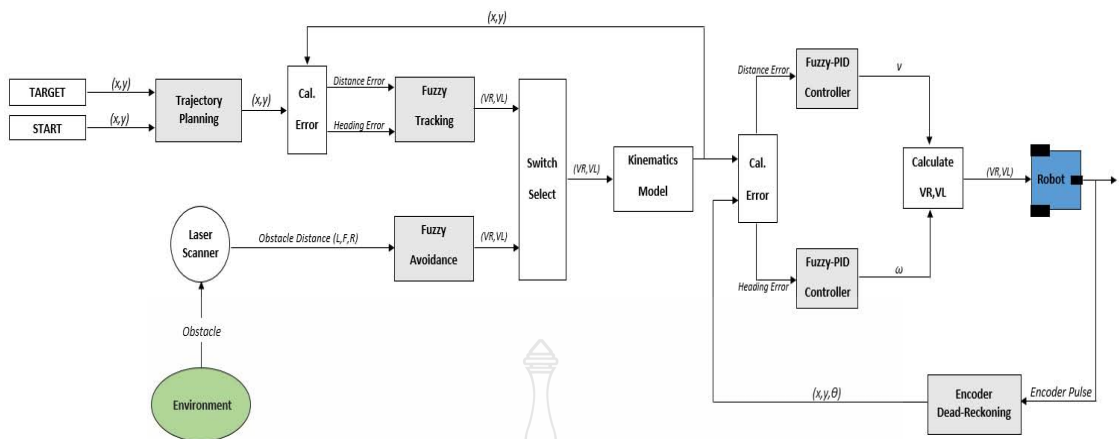 (x,y)
TARGET
(x,y)
START
(x,y)
Trajectory
Planning
(x,y)
Cal.
Error
Distance Error
Heading Error
Fuzzy
Tracking
(VR,VL)
Switch
Select
(VR,VL)
Kinematics
Model
Cal.
Error
Distance Error
Fuzzy-PID
Controller
v
Calculate
VR,VL
(VR,VL)
Robot
Laser
Scanner
Obstacle Distance (L,F,R)
Fuzzy
Avoidance
(VR,VL)
Heading Error
Fuzzy-PID
Controller
ω
Obstacle
Environment
(x,y,θ)
Encoder
Dead-Reckoning
Encoder Pulse